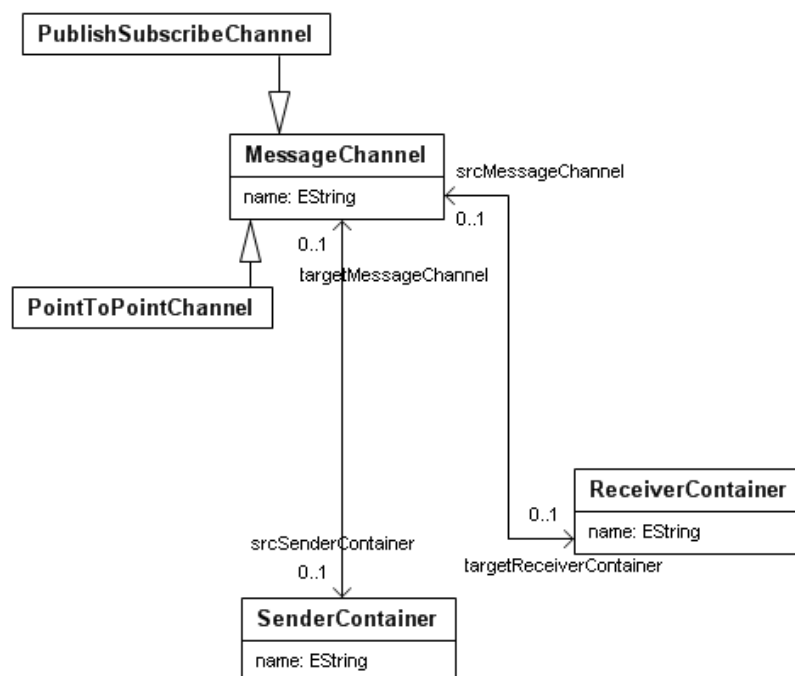 PublishSubscribeChannel
MessageChannel
name: EString
srcMessageChannel
0..1
0..1
targetMessageChannel
PointToPointChannel
ReceiverContainer
name: EString
0..1
targetReceiverContainer
srcSenderContainer
0..1
SenderContainer
name: EString